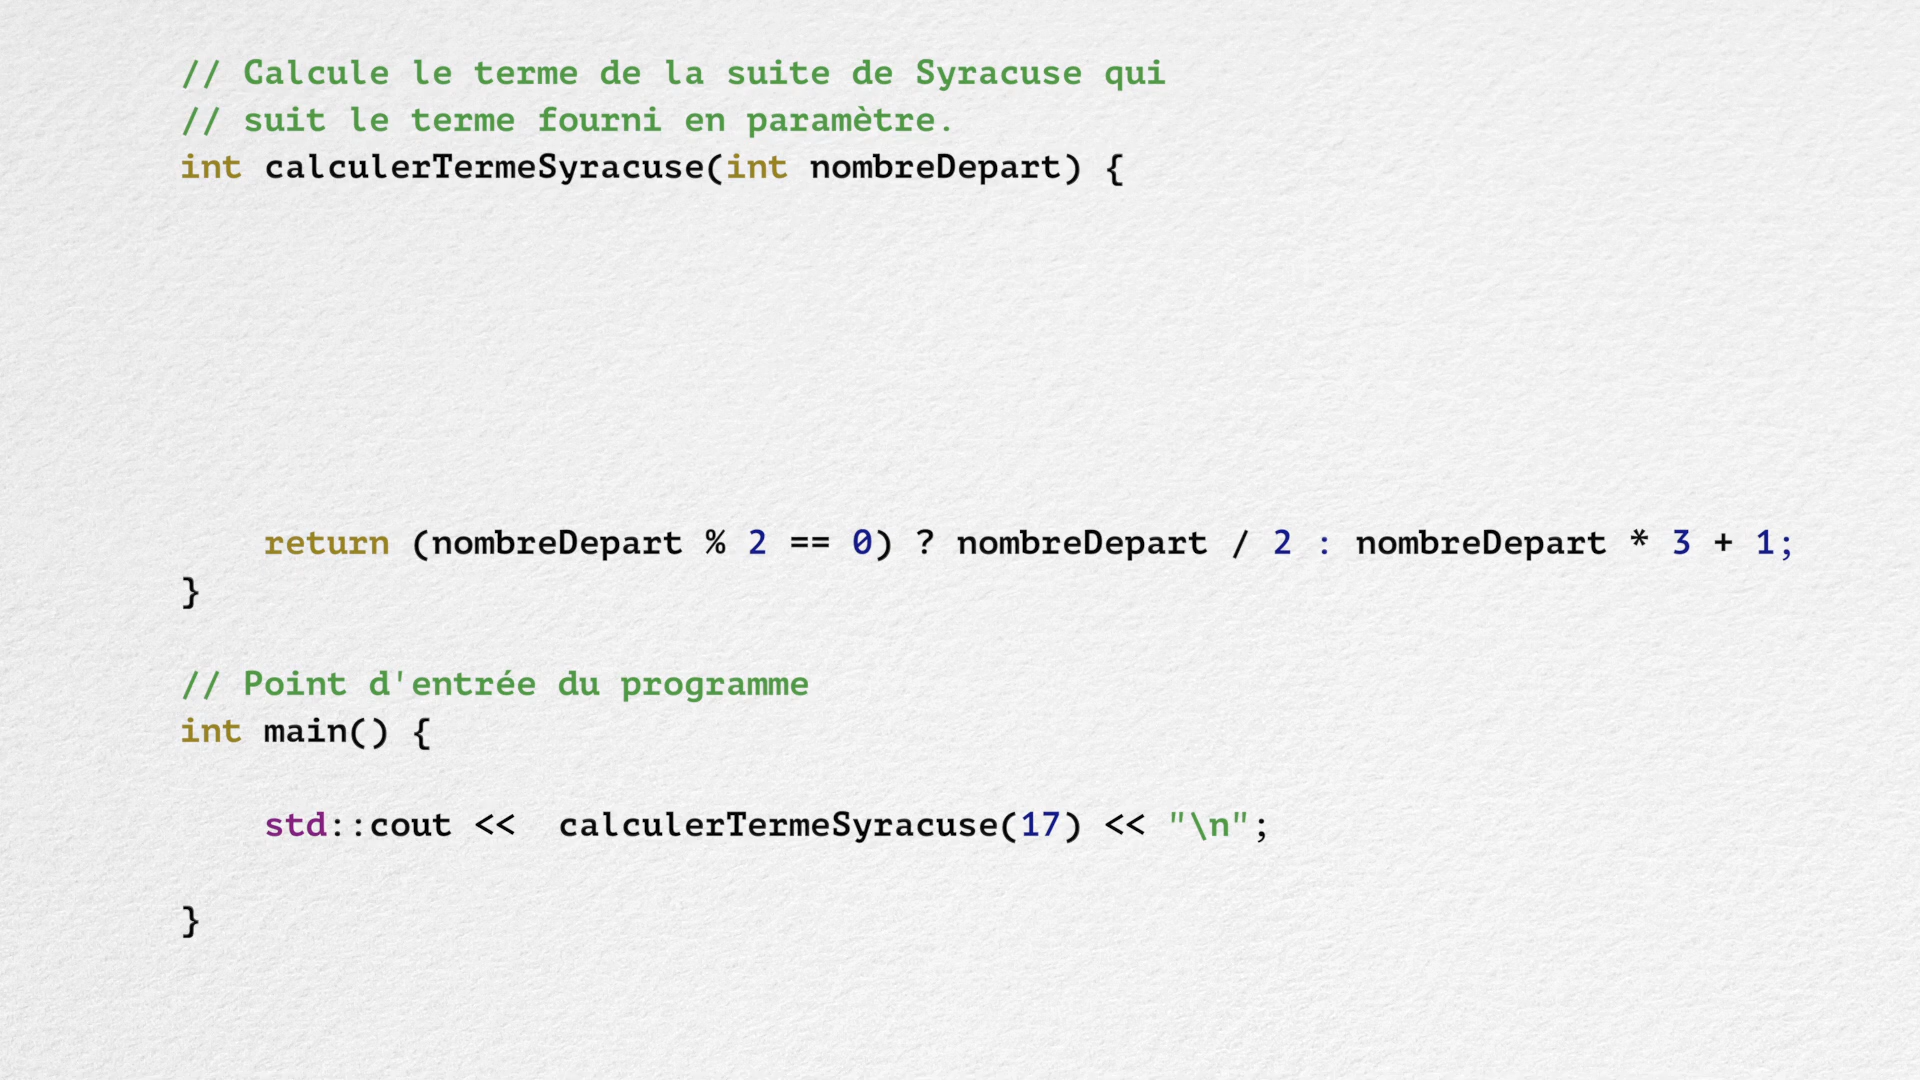 // Calcule le terme de la suite de Syracuse qui
// suit le terme fourni en paramètre.
int calculerTermeSyracuse(int nombreDepart) {
    return (nombreDepart % 2 == 0) ? nombreDepart / 2 : nombreDepart * 3 + 1;
}
// Point d'entrée du programme
int main() {
    std::cout <<  calculerTermeSyracuse(17) << "\n";
}